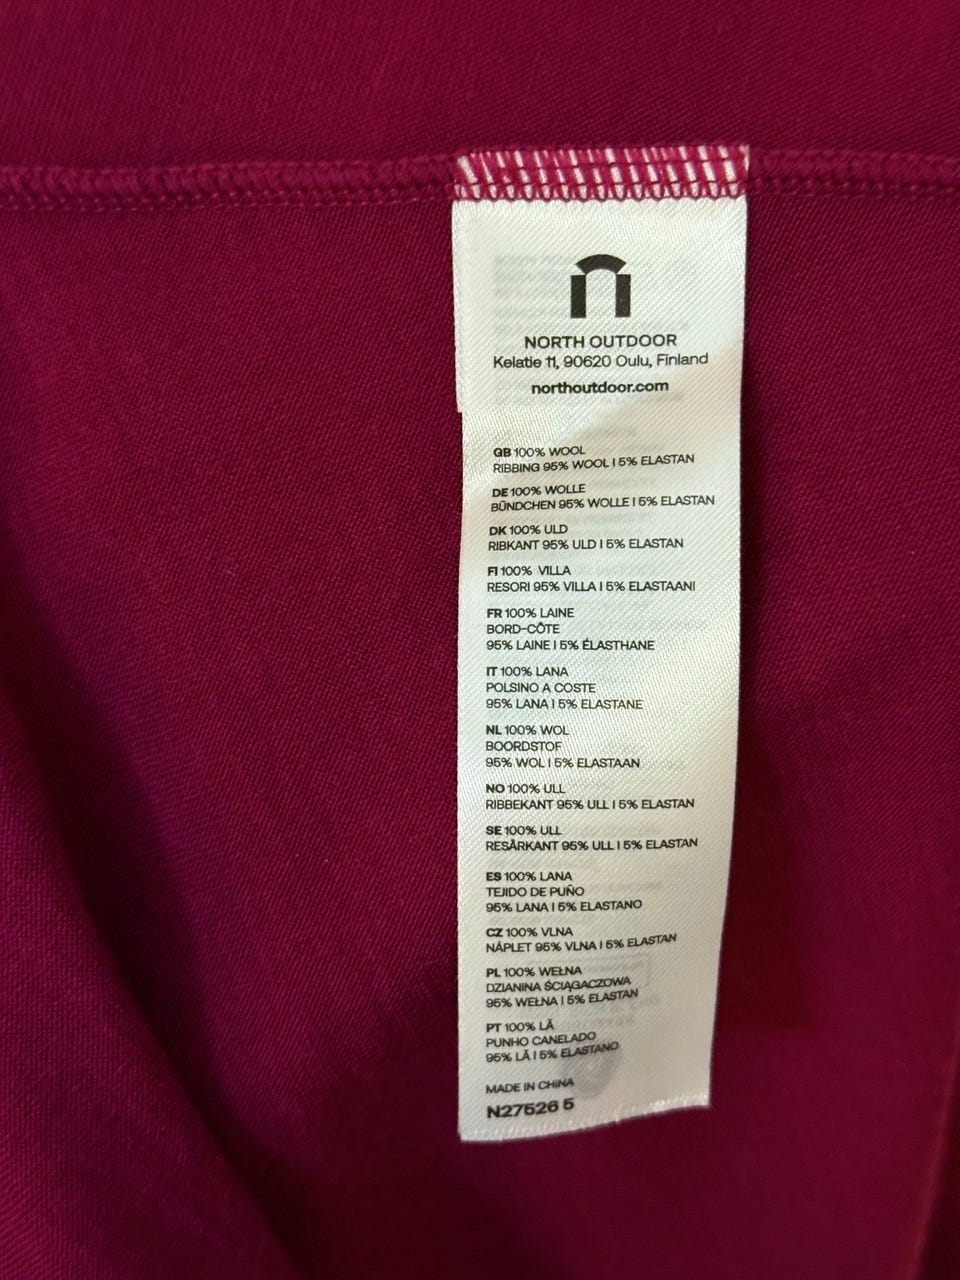 NORTH OUTDOOR
Kelatie 11, 90620 Oulu, Finland
northoutdoor.com
GB 100% WOOL
RIBBING 95% WOOL I 5% ELASTAN
DE 100% WOLLE
BÜNDCHEN 95% WOLLE I 5% ELASTAN
DK 100% ULD
RIBKANT 95% ULD I 5% ELASTAN
FI 100% VILLA
RESORI 95% VILLA I 5% ELASTAANI
FR 100% LAINE
BORD-CÔTE
95% LAINE I 5% ÉLASTHANE
IT 100% LANA
POLSINO A COSTE
95% LANA I 5% ELASTANE
NL 100% WOL
BOORDSTOF
95% WOL I 5% ELASTAAN
NO 100% ULL
RIBBEKANT 95% ULL I 5% ELASTAN
SE 100% ULL
RESÅRKANT 95% ULL I 5% ELASTAN
ES 100% LANA
TEJIDO DE PUÑO
95% LANA I 5% ELASTANO
CZ 100% VLNA
NÁPLET 95% VLNA I 5% ELASTAN
PL 100% WEŁNA
DZIANINA ŚCIĄGACZOWA
95% WEŁNA I 5% ELASTAN
PT 100% LÃ
PUNHO CANELADO
95% LÃ I 5% ELASTANO
MADE IN CHINA
N27526 5